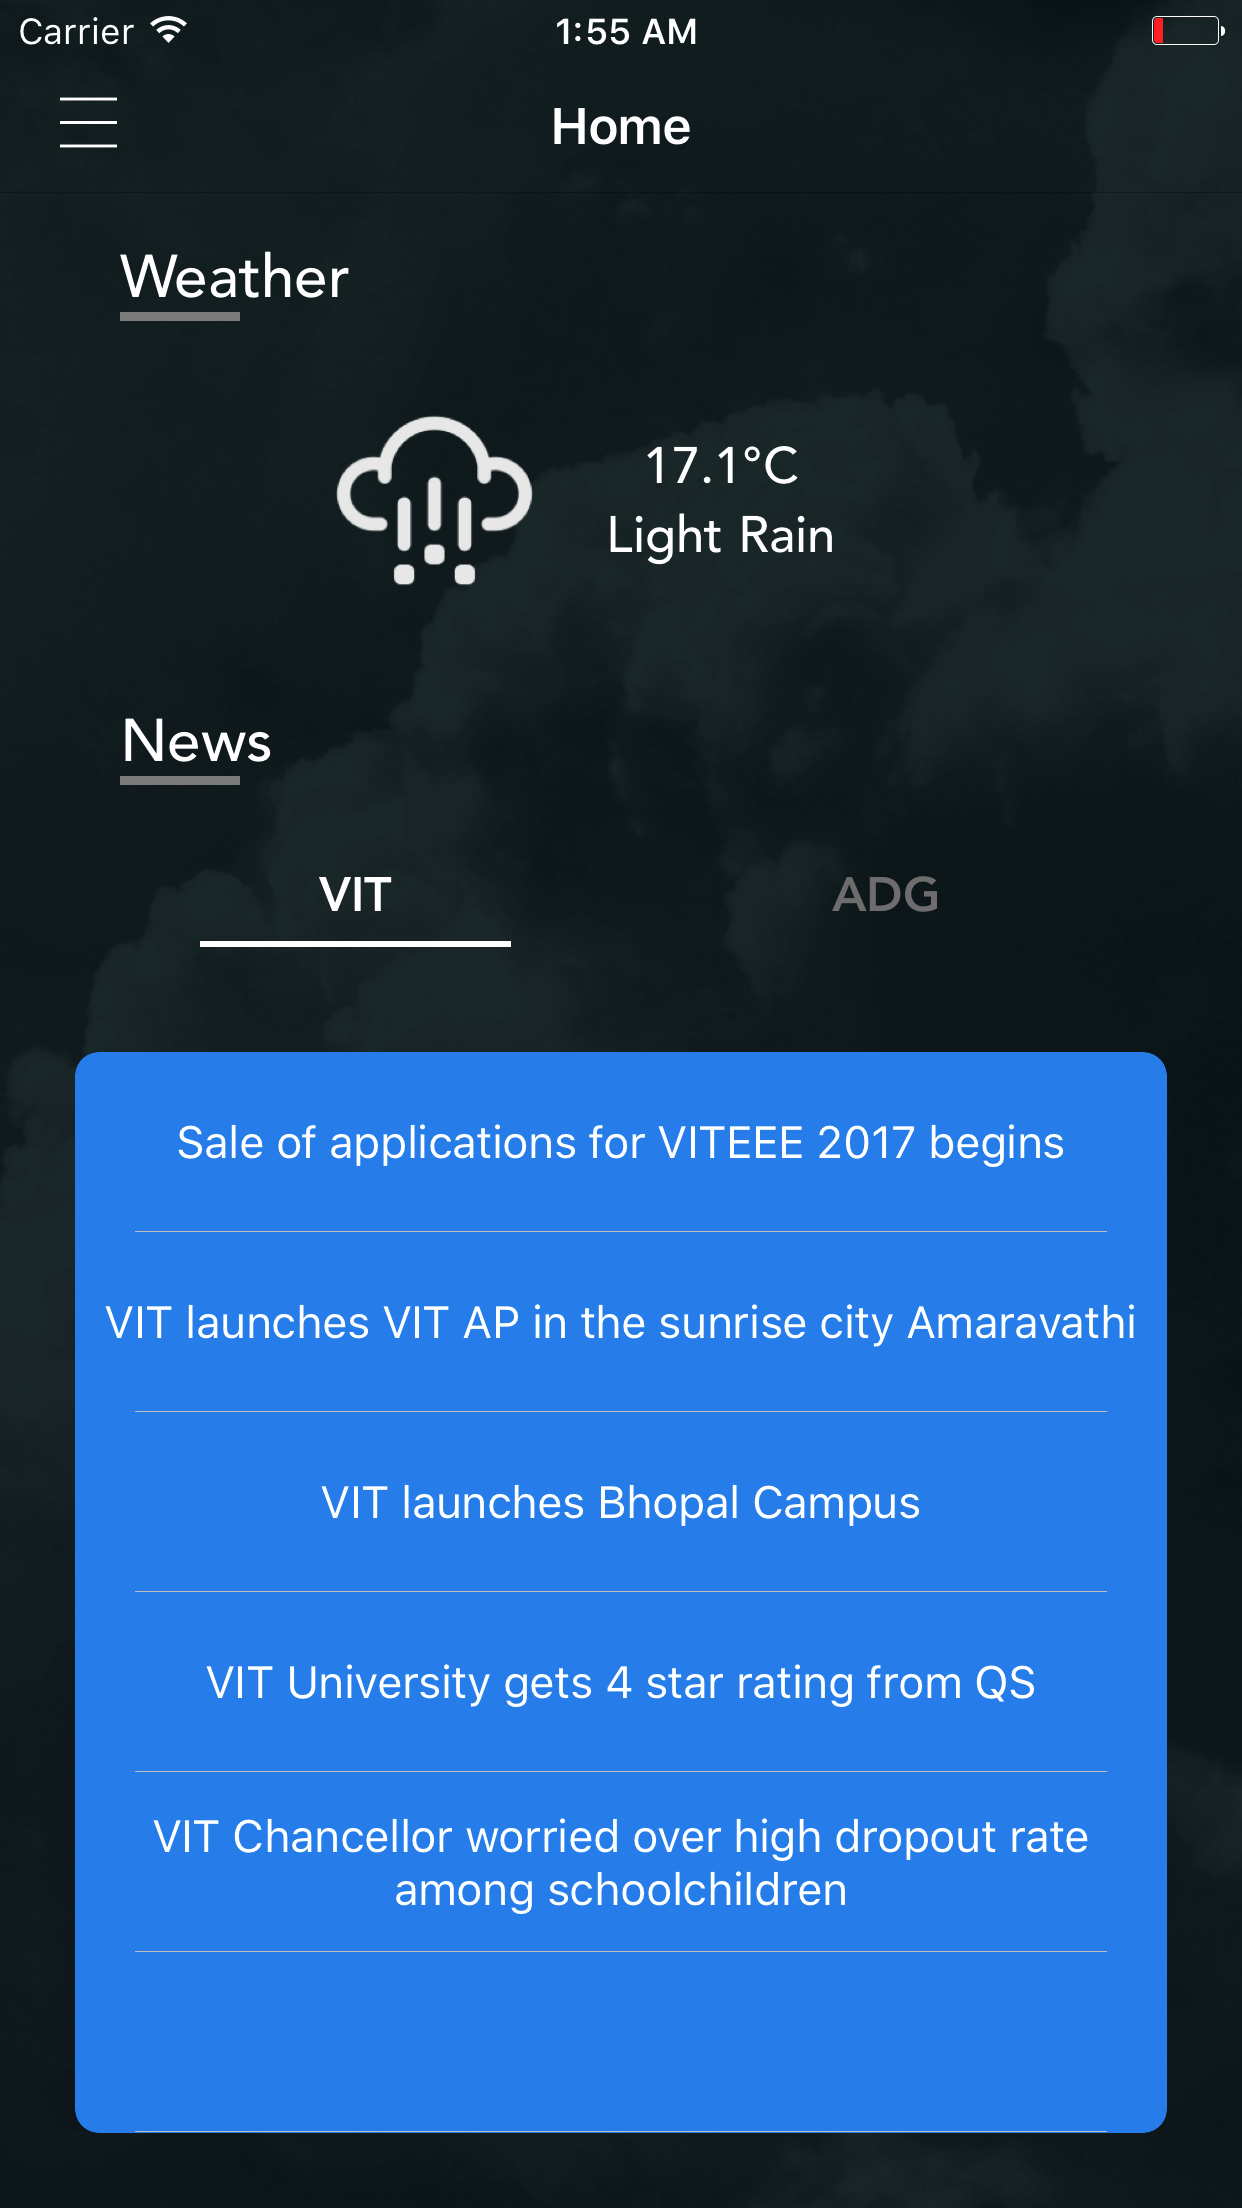 Carrier 1:55 AM
Home
Weather
17.1°C
Light Rain
News
VIT ADG
Sale of applications for VITEEE 2017 begins
VIT launches VIT AP in the sunrise city Amaravathi
VIT launches Bhopal Campus
VIT University gets 4 star rating from QS
VIT Chancellor worried over high dropout rate
among schoolchildren